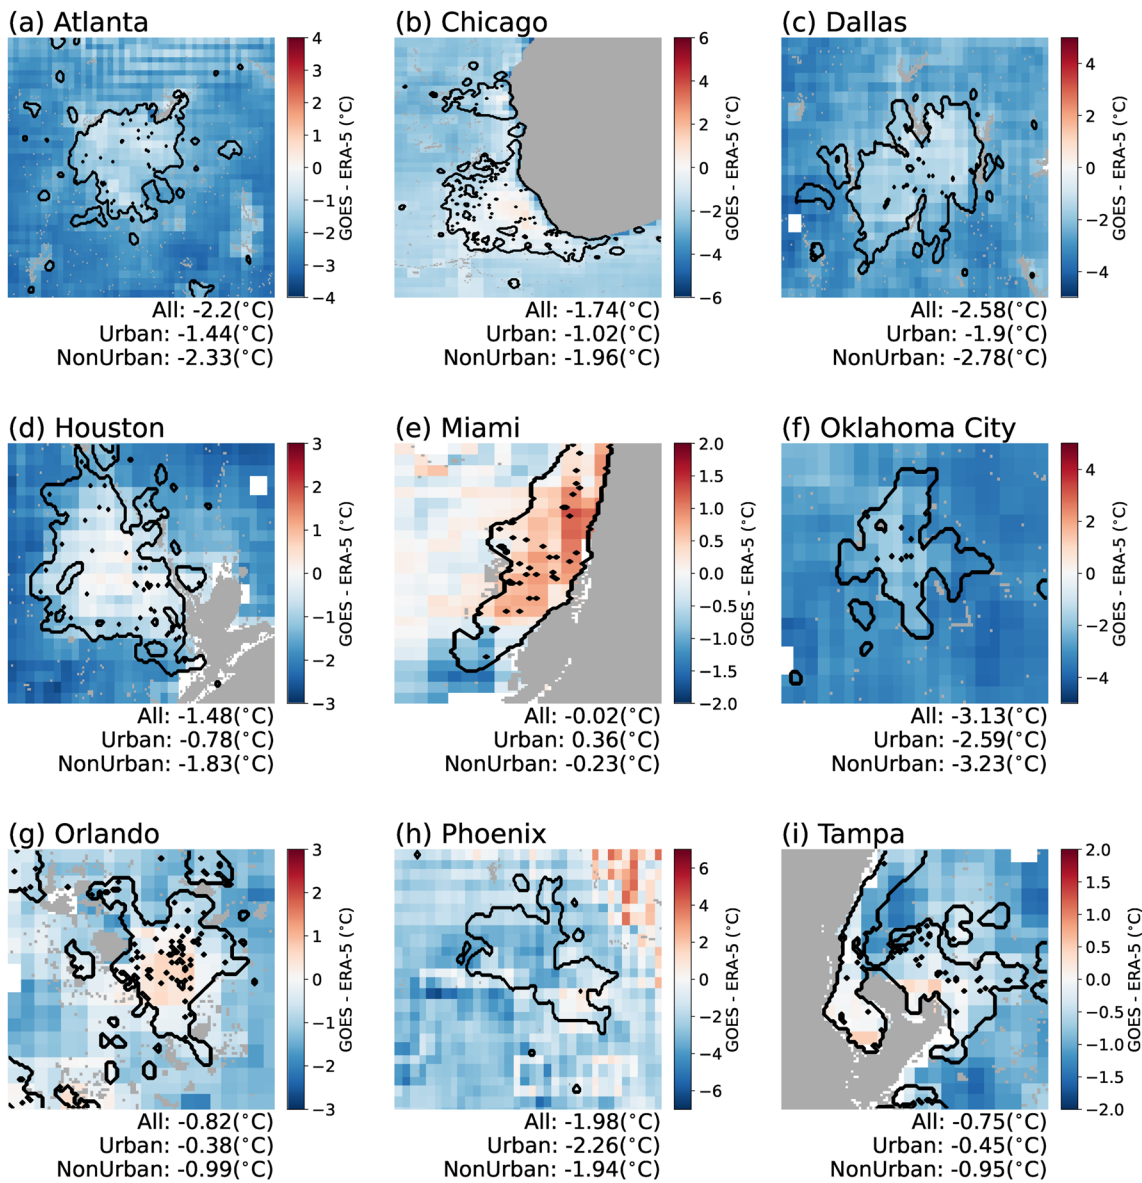 (a) Atlanta
4
3
2
1
0
−1
−2
−3
−4
GOES - ERA-5 (°C)
All: -2.2(°C)
Urban: -1.44(°C)
NonUrban: -2.33(°C)
(b) Chicago
6
4
2
0
−2
−4
−6
GOES - ERA-5 (°C)
All: -1.74(°C)
Urban: -1.02(°C)
NonUrban: -1.96(°C)
(c) Dallas
4
2
0
−2
−4
GOES - ERA-5 (°C)
All: -2.58(°C)
Urban: -1.9(°C)
NonUrban: -2.78(°C)
(d) Houston
3
2
1
0
−1
−2
−3
GOES - ERA-5 (°C)
All: -1.48(°C)
Urban: -0.78(°C)
NonUrban: -1.83(°C)
(e) Miami
2.0
1.5
1.0
0.5
0.0
−0.5
−1.0
−1.5
−2.0
GOES - ERA-5 (°C)
All: -0.02(°C)
Urban: 0.36(°C)
NonUrban: -0.23(°C)
(f) Oklahoma City
4
2
0
−2
−4
GOES - ERA-5 (°C)
All: -3.13(°C)
Urban: -2.59(°C)
NonUrban: -3.23(°C)
(g) Orlando
3
2
1
0
−1
−2
−3
GOES - ERA-5 (°C)
All: -0.82(°C)
Urban: -0.38(°C)
NonUrban: -0.99(°C)
(h) Phoenix
6
4
2
0
−2
−4
−6
GOES - ERA-5 (°C)
All: -1.98(°C)
Urban: -2.26(°C)
NonUrban: -1.94(°C)
(i) Tampa
2.0
1.5
1.0
0.5
0.0
−0.5
−1.0
−1.5
−2.0
GOES - ERA-5 (°C)
All: -0.75(°C)
Urban: -0.45(°C)
NonUrban: -0.95(°C)